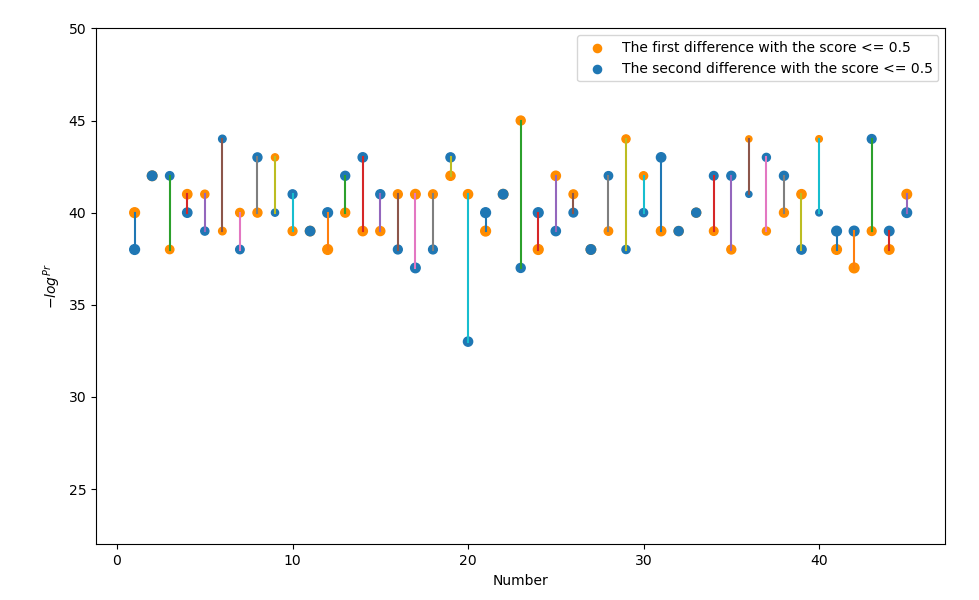 50
45
40
35
30
25
−log^Pr
0 10 20 30 40
Number
The first difference with the score <= 0.5
The second difference with the score <= 0.5